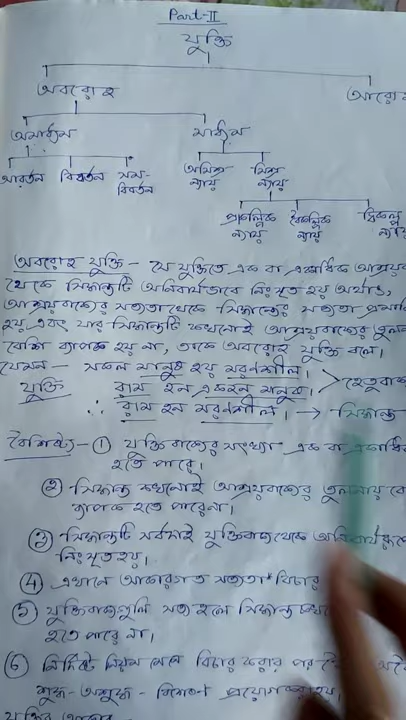 Part-II
যুক্তি
অবরোহ আরোহ
অমাধ্যম মাধ্যম
আবর্তন বিবর্তন সম-
বিবর্তন
অমিশ্র মিশ্র
ন্যায় ন্যায়
প্রাকল্পিক বৈকল্পিক দ্বিকল্প
ন্যায় ন্যায় ন্যায়
অবরোহ যুক্তি - যে যুক্তিতে এক বা একাধিক আশ্রয়বাক্য
থেকে সিদ্ধান্তটি অনিবার্যভাবে নিঃসৃত হয় অর্থাৎ,
আশ্রয়বাক্যের সত্যতা থেকে সিদ্ধান্তের সত্যতা প্রমাণিত
হয় এবং যার সিদ্ধান্তটি কখনোই আশ্রয়বাক্যের তুলনায়
বেশি ব্যাপক হয় না, তাকে অবরোহ যুক্তি বলে।
যেমন - সকল মানুষ হয় মরণশীল।
যুক্তি রাম হন একজন মানুষ। > হেতুবাক্য
∴ রাম হন মরণশীল। → সিদ্ধান্ত
বৈশিষ্ট্য - ① যুক্তি বাক্যের সংখ্যা এক বা একাধিক
হতে পারে।
② সিদ্ধান্ত কখনোই আশ্রয়বাক্যের তুলনায়
ব্যাপক হতে পারেনা।
③ সিদ্ধান্তটি সর্বদাই যুক্তিবাক্য থেকে অনিবার্যরূপে
নিঃসৃত হয়।
④ এখানে আকারগত সত্যতা বিচার
⑤ যুক্তিবাক্যগুলি সত্য হলে সিদ্ধান্ত
হতে পারে না।
⑥ নির্দিষ্ট নিয়ম মেনে বিচার করার পর
শুদ্ধ-অশুদ্ধ - বিশেষণ প্রয়োগ করা হয়।